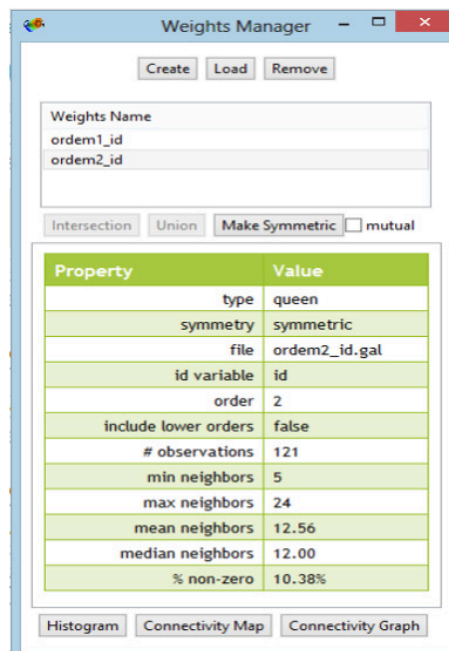 Weights Manager
Create Load Remove
Weights Name
ordem1_id
ordem2_id
Intersection Union Make Symmetric mutual
Property Value
type queen
symmetry symmetric
file ordem2_id.gal
id variable id
order 2
include lower orders false
# observations 121
min neighbors 5
max neighbors 24
mean neighbors 12.56
median neighbors 12.00
% non-zero 10.38%
Histogram Connectivity Map Connectivity Graph